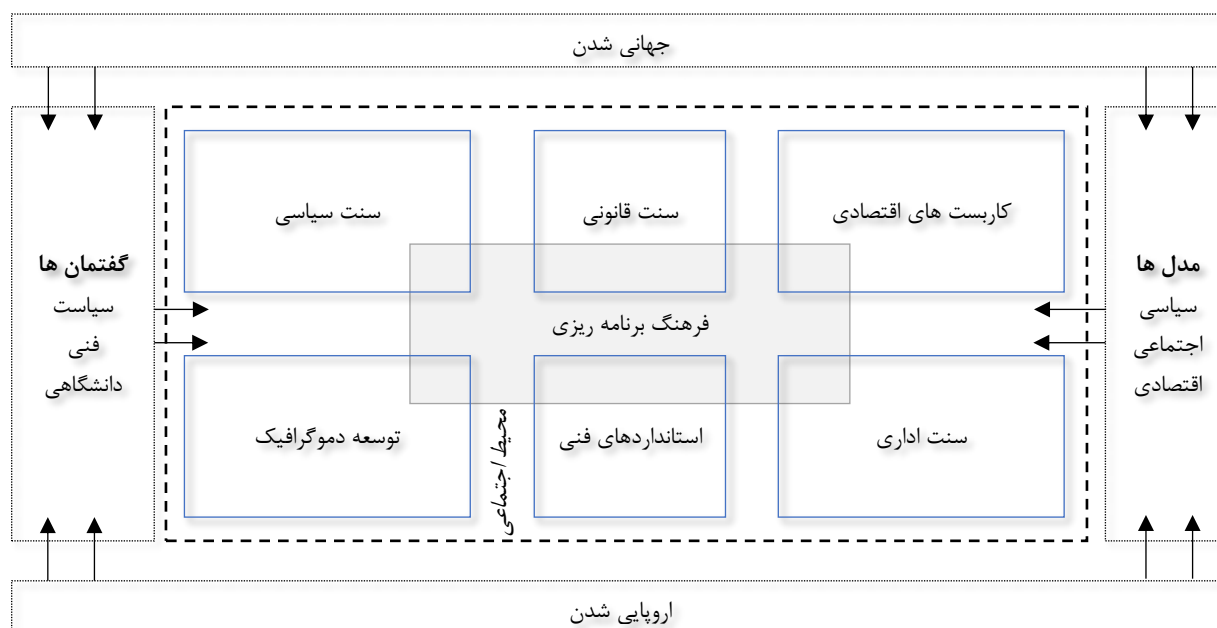 جهانی شدن
کاربست های اقتصادی
سنت قانونی
سنت سیاسی
مدل ها
سیاسی
اجتماعی
اقتصادی
فرهنگ برنامه ریزی
گفتمان ها
سیاست
فنی
دانشگاهی
سنت اداری
استانداردهای فنی
محیط اجتماعی
توسعه دموگرافیک
اروپایی شدن